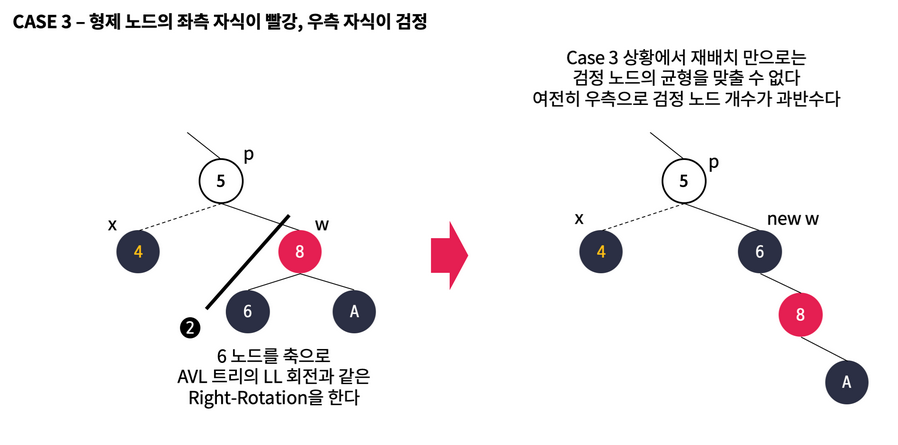 CASE 3 – 형제 노드의 좌측 자식이 빨강, 우측 자식이 검정
Case 3 상황에서 재배치 만으로는
검정 노드의 균형을 맞출 수 없다
여전히 우측으로 검정 노드 개수가 과반수다
p
5
x
w
4
8
6
A
2
6 노드를 축으로
AVL 트리의 LL 회전과 같은
Right-Rotation을 한다
p
5
x
new w
4
6
8
A